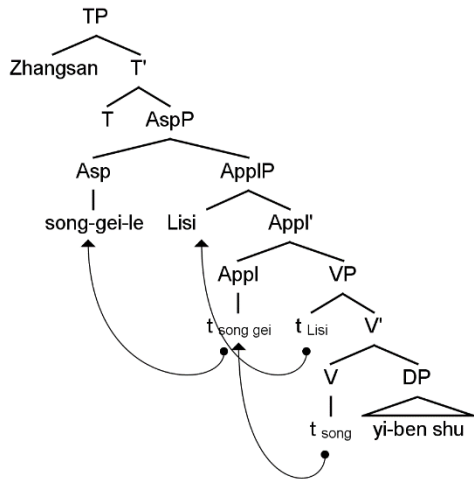 TP
Zhangsan T'
T AspP
Asp ApplP
song-gei-le Lisi Appl'
Appl VP
t song gei t Lisi V'
V DP
t song yi-ben shu